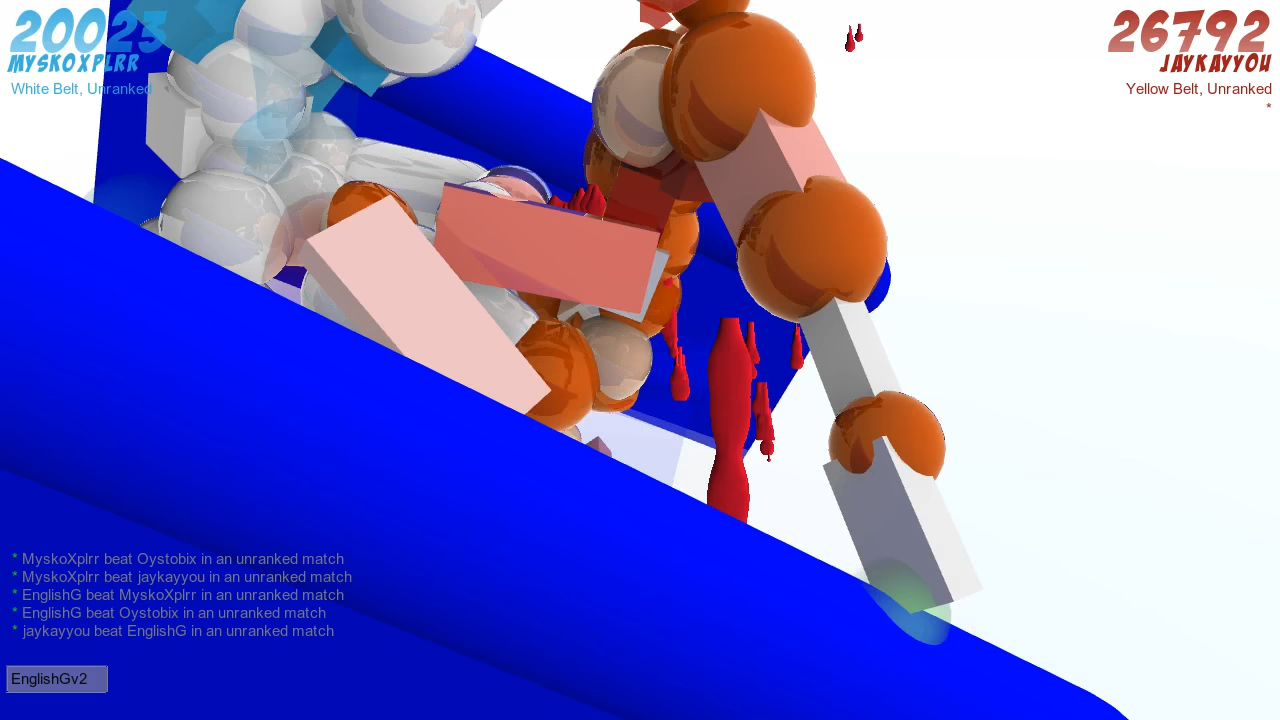 20023
MYSKOXPLRR
White Belt, Unranked
26792
JAYKAYYOU
Yellow Belt, Unranked
*
* MyskoXplrr beat Oystobix in an unranked match
* MyskoXplrr beat jaykayyou in an unranked match
* EnglishG beat MyskoXplrr in an unranked match
* EnglishG beat Oystobix in an unranked match
* jaykayyou beat EnglishG in an unranked match
EnglishGv2